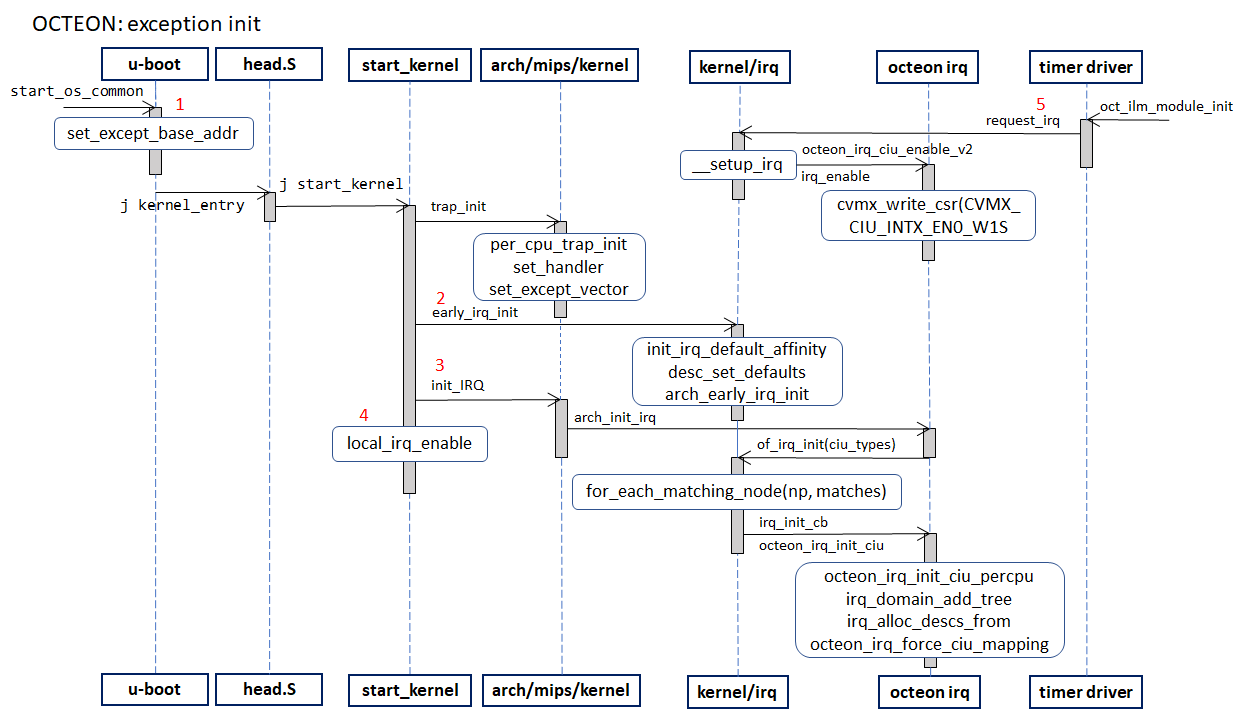 OCTEON: exception init
u-boot
head.S
start_kernel
arch/mips/kernel
kernel/irq
octeon irq
timer driver
start_os_common
1
set_except_base_addr
5
oct_ilm_module_init
request_irq
__setup_irq
octeon_irq_ciu_enable_v2
irq_enable
cvmx_write_csr(CVMX_
CIU_INTX_EN0_W1S
j kernel_entry
j start_kernel
trap_init
per_cpu_trap_init
set_handler
set_except_vector
2
early_irq_init
init_irq_default_affinity
desc_set_defaults
arch_early_irq_init
3
init_IRQ
4
local_irq_enable
arch_init_irq
of_irq_init(ciu_types)
for_each_matching_node(np, matches)
irq_init_cb
octeon_irq_init_ciu
octeon_irq_init_ciu_percpu
irq_domain_add_tree
irq_alloc_descs_from
octeon_irq_force_ciu_mapping
u-boot
head.S
start_kernel
arch/mips/kernel
kernel/irq
octeon irq
timer driver